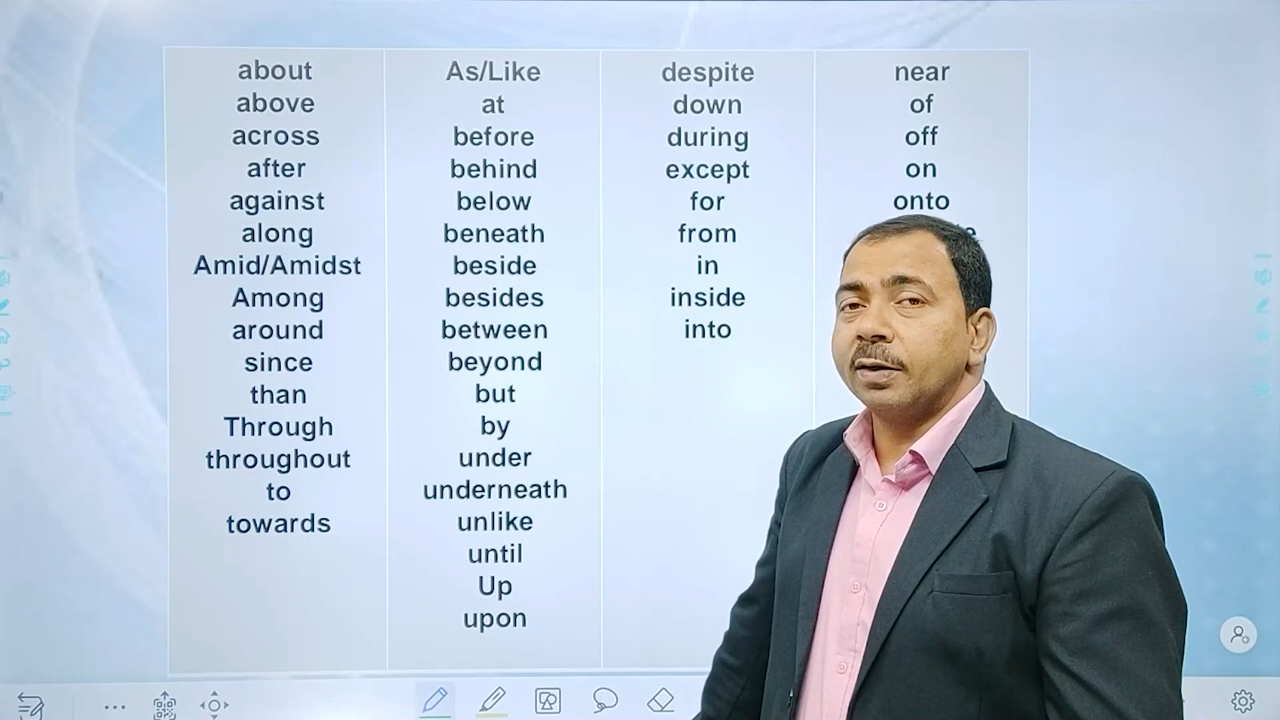 about
above
across
after
against
along
Amid/Amidst
Among
around
since
than
Through
throughout
to
towards
As/Like
at
before
behind
below
beneath
beside
besides
between
beyond
but
by
under
underneath
unlike
until
Up
upon
despite
down
during
except
for
from
in
inside
into
near
of
off
on
onto